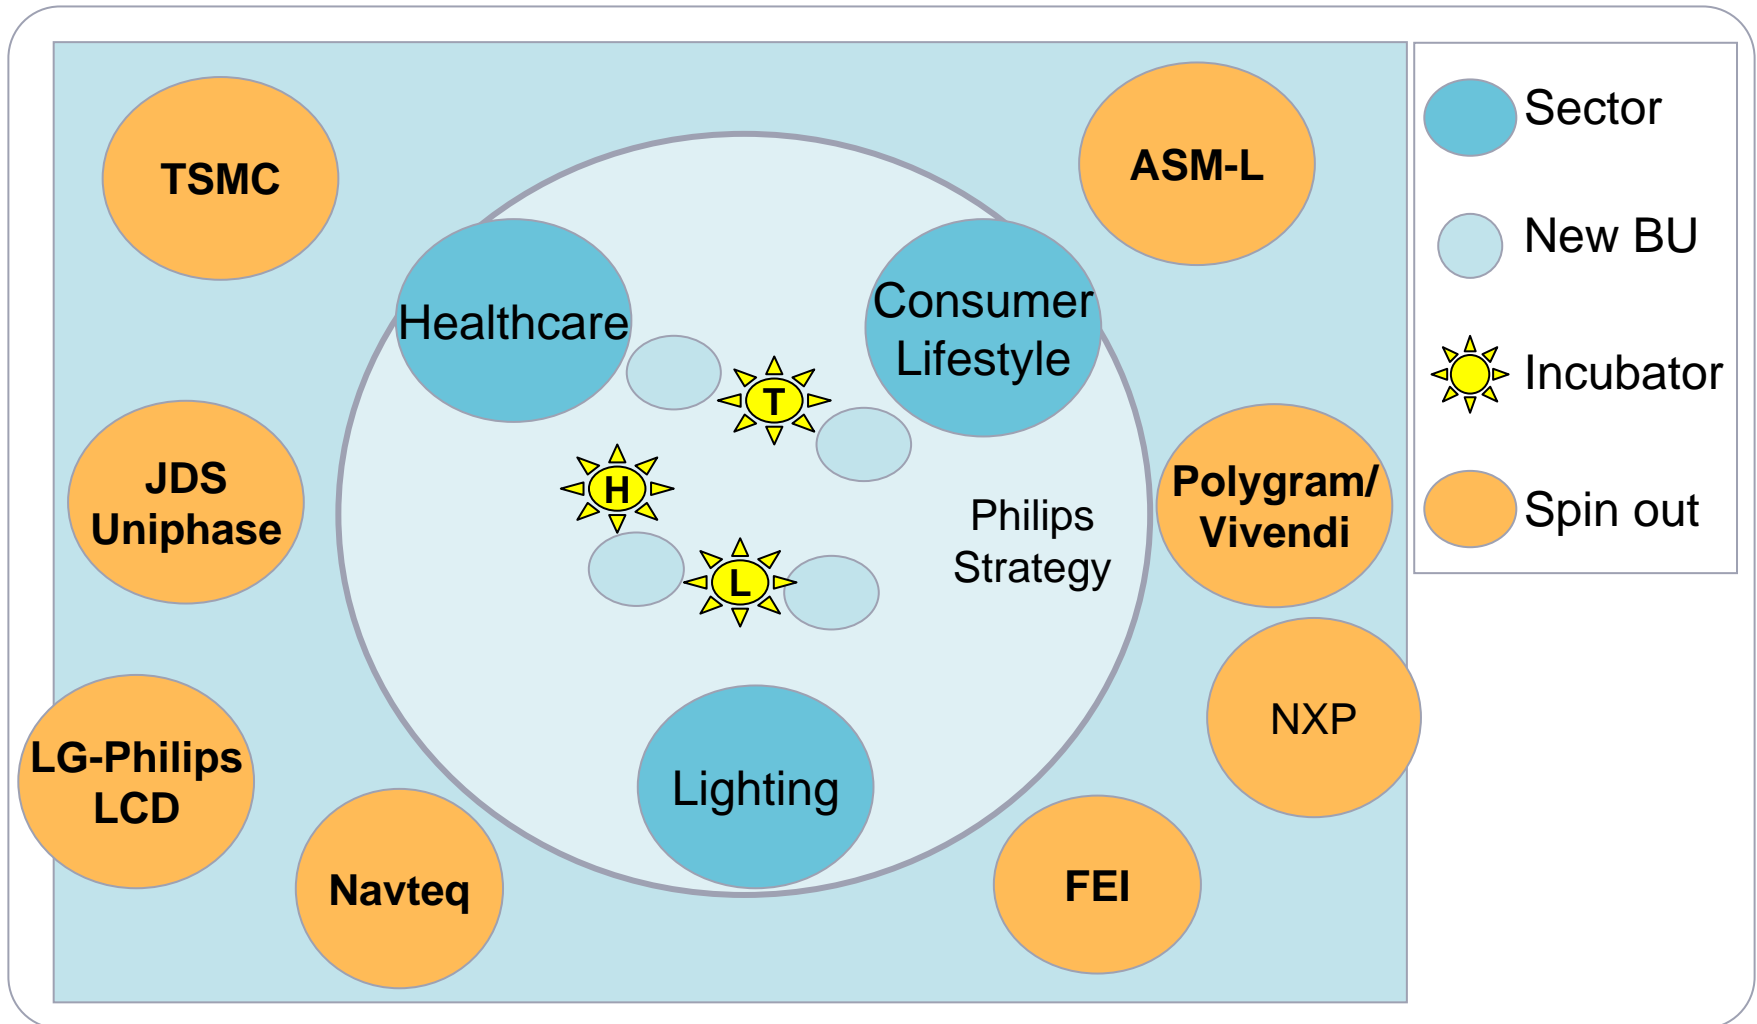 TSMC
ASM-L
Healthcare
Consumer
Lifestyle
T
H
L
JDS
Uniphase
Philips
Strategy
Polygram/
Vivendi
LG-Philips
LCD
Navteq
Lighting
NXP
FEI
Sector
New BU
Incubator
Spin out